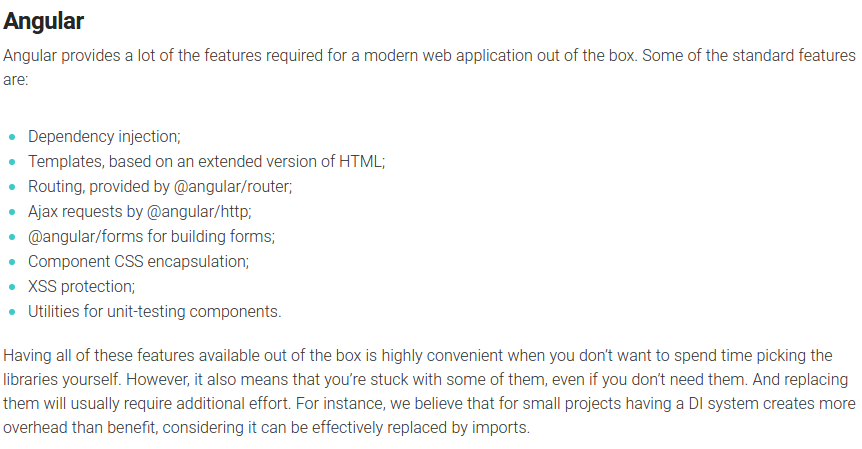 Angular
Angular provides a lot of the features required for a modern web application out of the box. Some of the standard features
are:
Dependency injection;
Templates, based on an extended version of HTML;
Routing, provided by @angular/router;
Ajax requests by @angular/http;
@angular/forms for building forms;
Component CSS encapsulation;
XSS protection;
Utilities for unit-testing components.
Having all of these features available out of the box is highly convenient when you don’t want to spend time picking the
libraries yourself. However, it also means that you’re stuck with some of them, even if you don’t need them. And replacing
them will usually require additional effort. For instance, we believe that for small projects having a DI system creates more
overhead than benefit, considering it can be effectively replaced by imports.